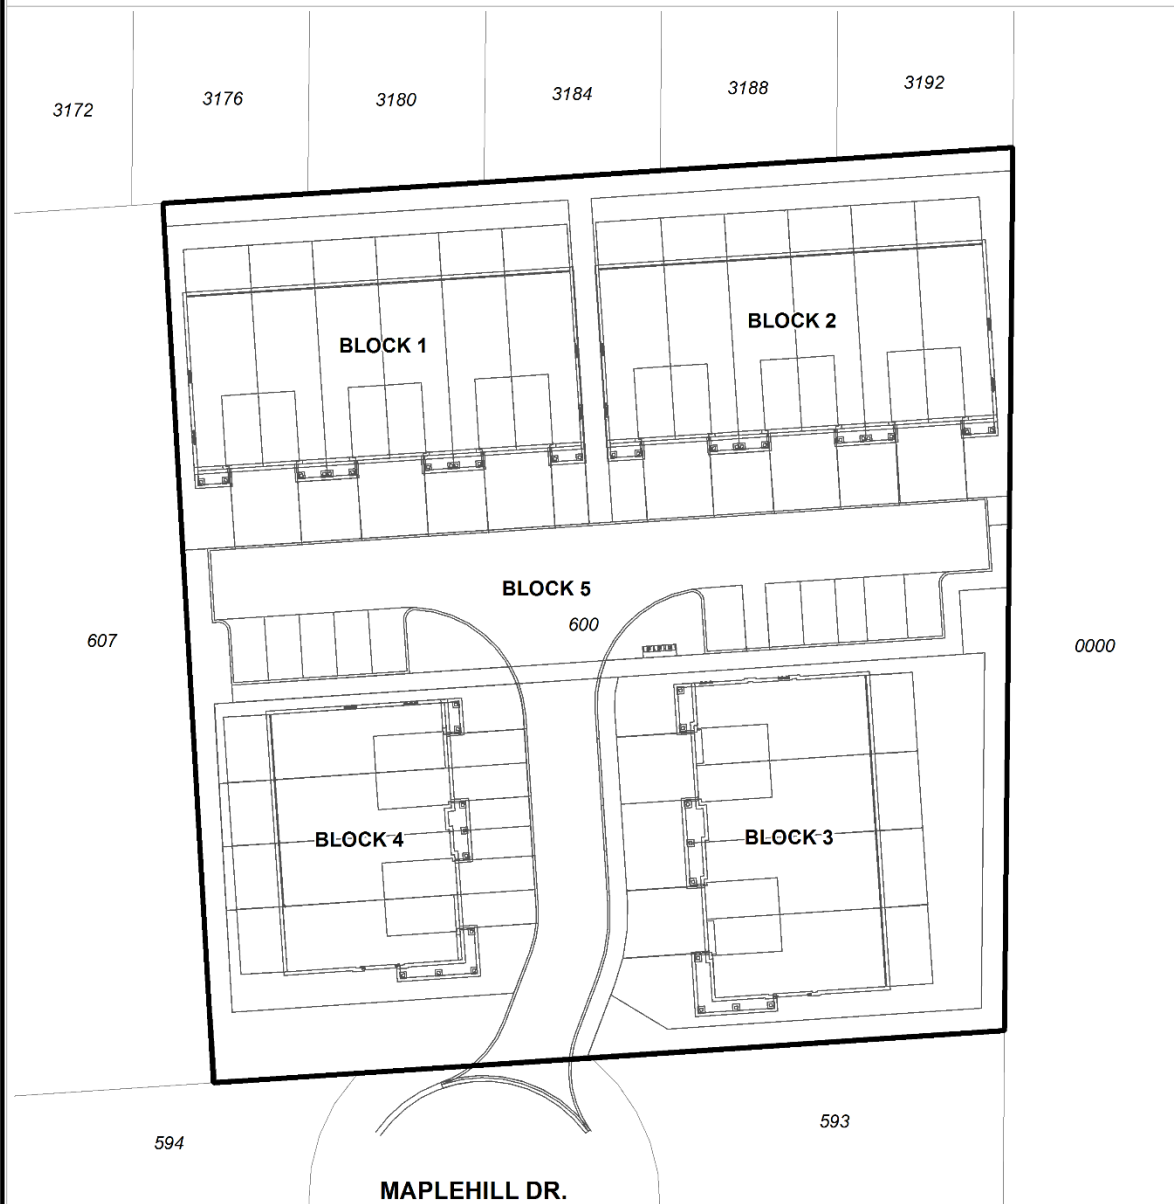 3172
3176
3180
3184
3188
3192
BLOCK 1
BLOCK 2
BLOCK 5
600
607
0000
BLOCK 4
BLOCK 3
594
593
MAPLEHILL DR.